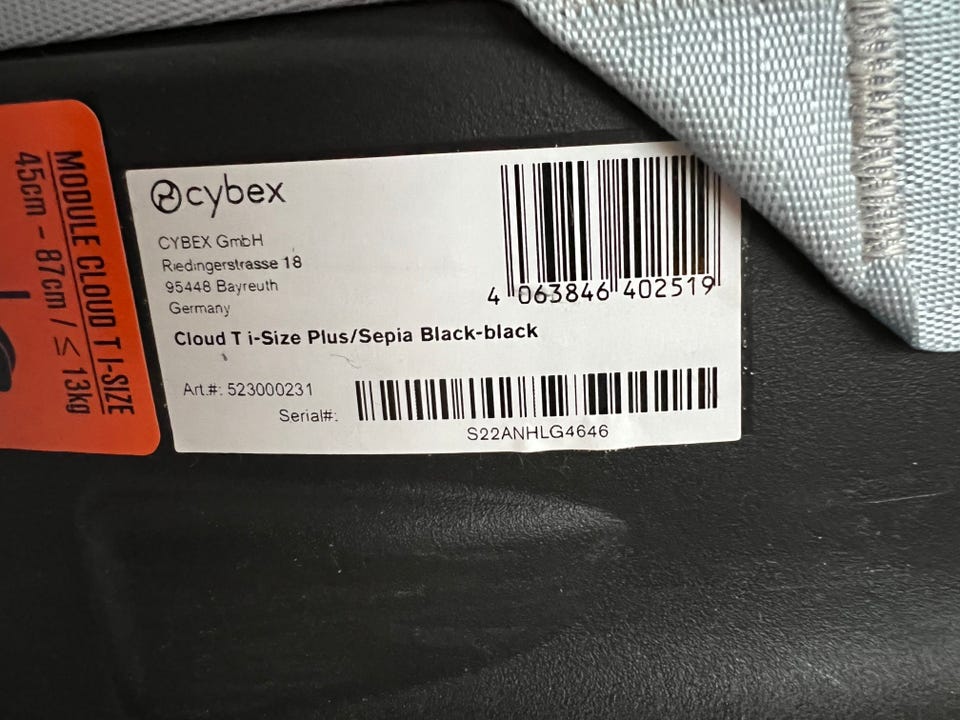 MODULE CLOUD T I-SIZE
45cm - 87cm / ≤ 13kg
cybex
CYBEX GmbH
Riedingerstrasse 18
95448 Bayreuth
Germany
4 063846 402519
Cloud T i-Size Plus/Sepia Black-black
Art.#: 523000231
Serial#:
S22ANHLG4646